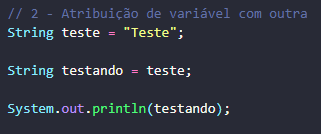 // 2 - Atribuição de variável com outra
String teste = "Teste";
String testando = teste;
System.out.println(testando);